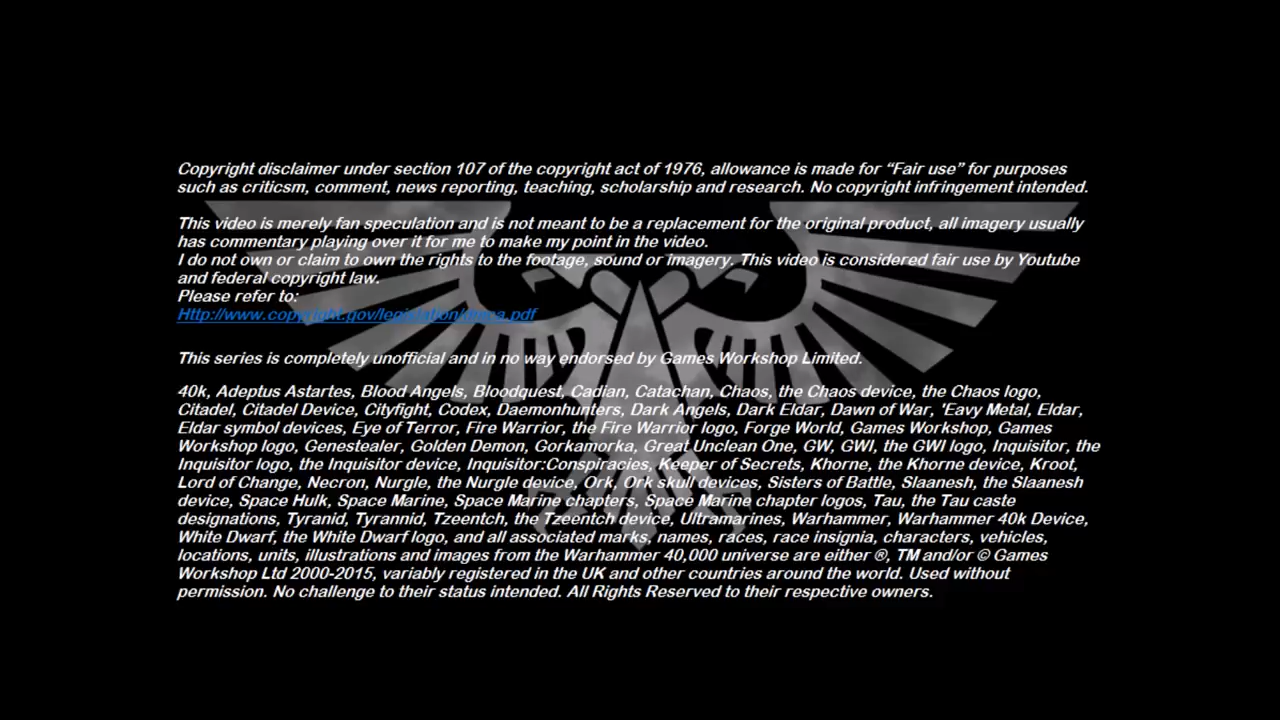 Copyright disclaimer under section 107 of the copyright act of 1976, allowance is made for “Fair use” for purposes
such as criticsm, comment, news reporting, teaching, scholarship and research. No copyright infringement intended.
This video is merely fan speculation and is not meant to be a replacement for the original product, all imagery usually
has commentary playing over it for me to make my point in the video.
I do not own or claim to own the rights to the footage, sound or imagery. This video is considered fair use by Youtube
and federal copyright law.
Please refer to:
Http://www.copyright.gov/legislation/dmca.pdf
This series is completely unofficial and in no way endorsed by Games Workshop Limited.
40k, Adeptus Astartes, Blood Angels, Bloodquest, Cadian, Catachan, Chaos, the Chaos device, the Chaos logo,
Citadel, Citadel Device, Cityfight, Codex, Daemonhunters, Dark Angels, Dark Eldar, Dawn of War, 'Eavy Metal, Eldar,
Eldar symbol devices, Eye of Terror, Fire Warrior, the Fire Warrior logo, Forge World, Games Workshop, Games
Workshop logo, Genestealer, Golden Demon, Gorkamorka, Great Unclean One, GW, GWI, the GWI logo, Inquisitor, the
Inquisitor logo, the Inquisitor device, Inquisitor:Conspiracies, Keeper of Secrets, Khorne, the Khorne device, Kroot,
Lord of Change, Necron, Nurgle, the Nurgle device, Ork, Ork skull devices, Sisters of Battle, Slaanesh, the Slaanesh
device, Space Hulk, Space Marine, Space Marine chapters, Space Marine chapter logos, Tau, the Tau caste
designations, Tyranid, Tyrannid, Tzeentch, the Tzeentch device, Ultramarines, Warhammer, Warhammer 40k Device,
White Dwarf, the White Dwarf logo, and all associated marks, names, races, race insignia, characters, vehicles,
locations, units, illustrations and images from the Warhammer 40,000 universe are either ®, TM and/or © Games
Workshop Ltd 2000-2015, variably registered in the UK and other countries around the world. Used without
permission. No challenge to their status intended. All Rights Reserved to their respective owners.